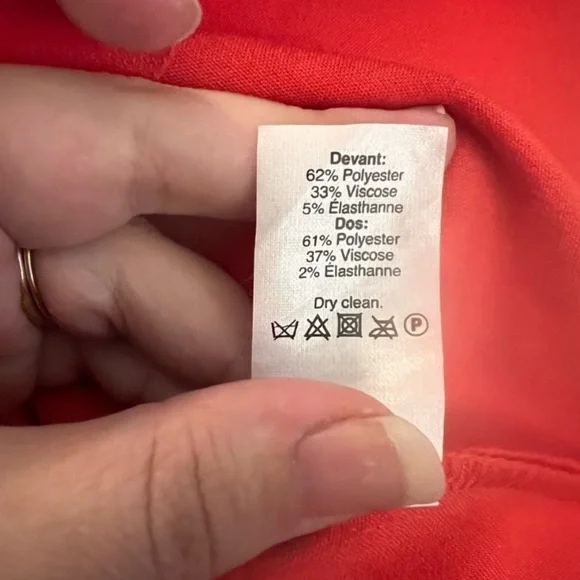 Devant:
62% Polyester
33% Viscose
5% Élasthanne
Dos:
61% Polyester
37% Viscose
2% Élasthanne
Dry clean.
P